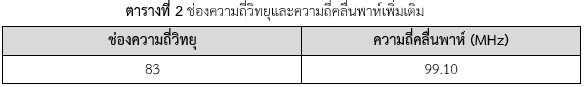 ตารางที่ 2 ช่องความถี่วิทยุและความถี่คลื่นพาห์เพิ่มเติม
ช่องความถี่วิทยุ ความถี่คลื่นพาห์ (MHz)
83 99.10